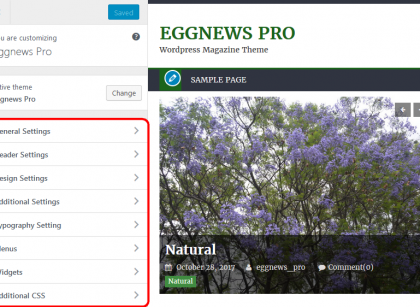 Saved
u are customizing
ggnews Pro
tive theme
ggnews Pro
Change
eneral Settings
eader Settings
esign Settings
dditional Settings
ypography Setting
enus
idgets
dditional CSS
EGGNEWS PRO
Wordpress Magazine Theme
SAMPLE PAGE
Natural
October 28, 2017 eggnews_pro Comment(0)
Natural